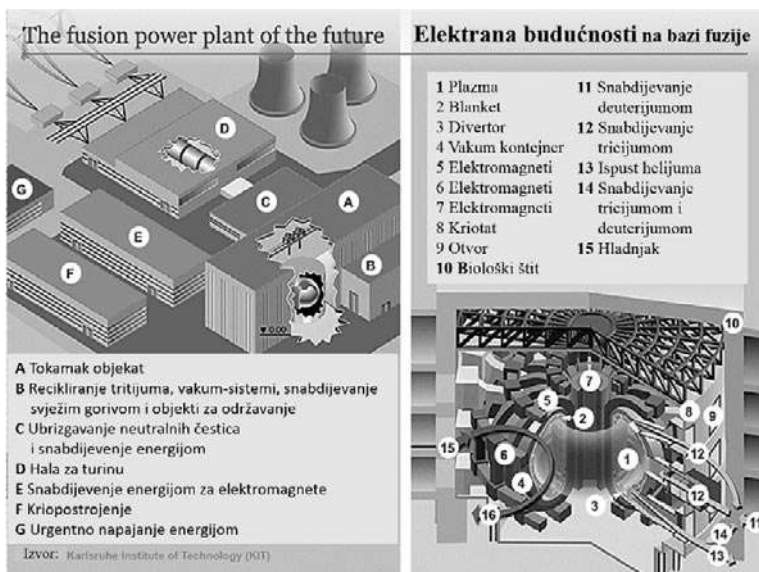 The fusion power plant of the future
D
G
C
A
E
B
F
0.00
A Tokamak objekat
B Recikliranje tritijuma, vakum-sistemi, snabdijevanje
svježim gorivom i objekti za održavanje
C Ubrizgavanje neutralnih čestica
i snabdijevenje energijom
D Hala za turinu
E Snabdijevenje energijom za elektromagnete
F Kriopostrojenje
G Urgentno napajanje energijom
Izvor: Karlsruhe Institute of Technology (KIT)
Elektrana budućnosti na bazi fuzije
1 Plazma
2 Blanket
3 Divertor
4 Vakum kontejner
5 Elektromagneti
6 Elektromagneti
7 Elektromagneti
8 Kriotat
9 Otvor
10 Biološki štit
11 Snabdijevanje
deuterijumom
12 Snabdijevanje
tricijumom
13 Ispust helijuma
14 Snabdijevanje
tricijumom i
deuterijumom
15 Hladnjak
10
7
5
8
9
2
15
6
12
1
4
12
3
16
11
14
13